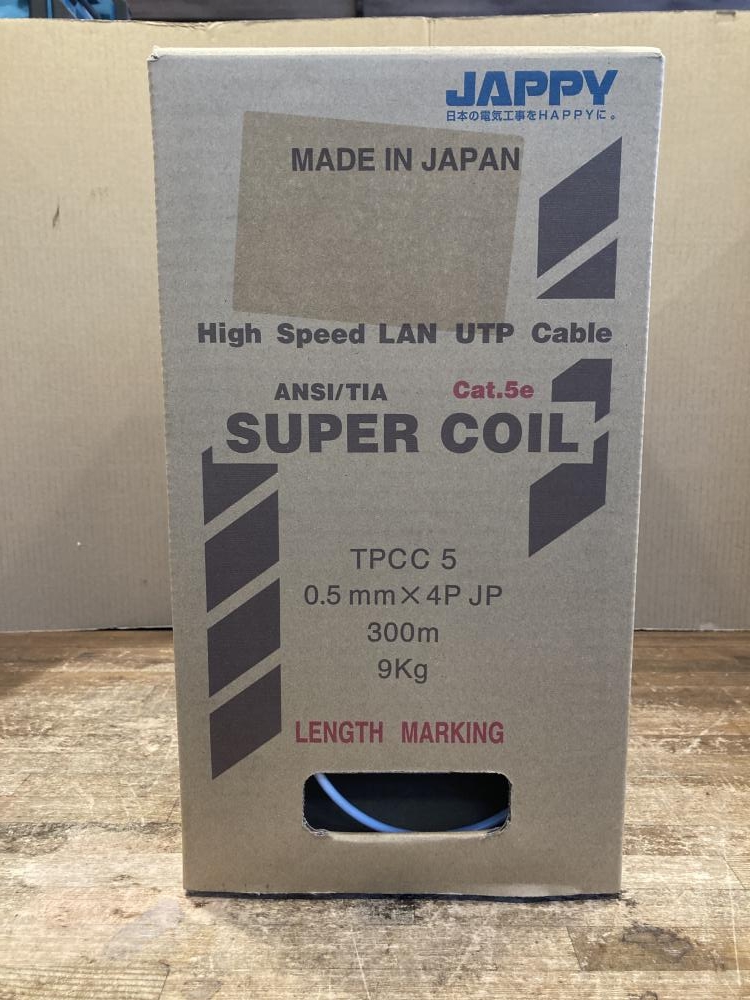 JAPPY
日本の電気工事をHAPPYに。
MADE IN JAPAN
High Speed LAN UTP Cable
ANSI/TIA Cat.5e
SUPER COIL
TPCC 5
0.5mm×4P JP
300m
9Kg
LENGTH MARKING